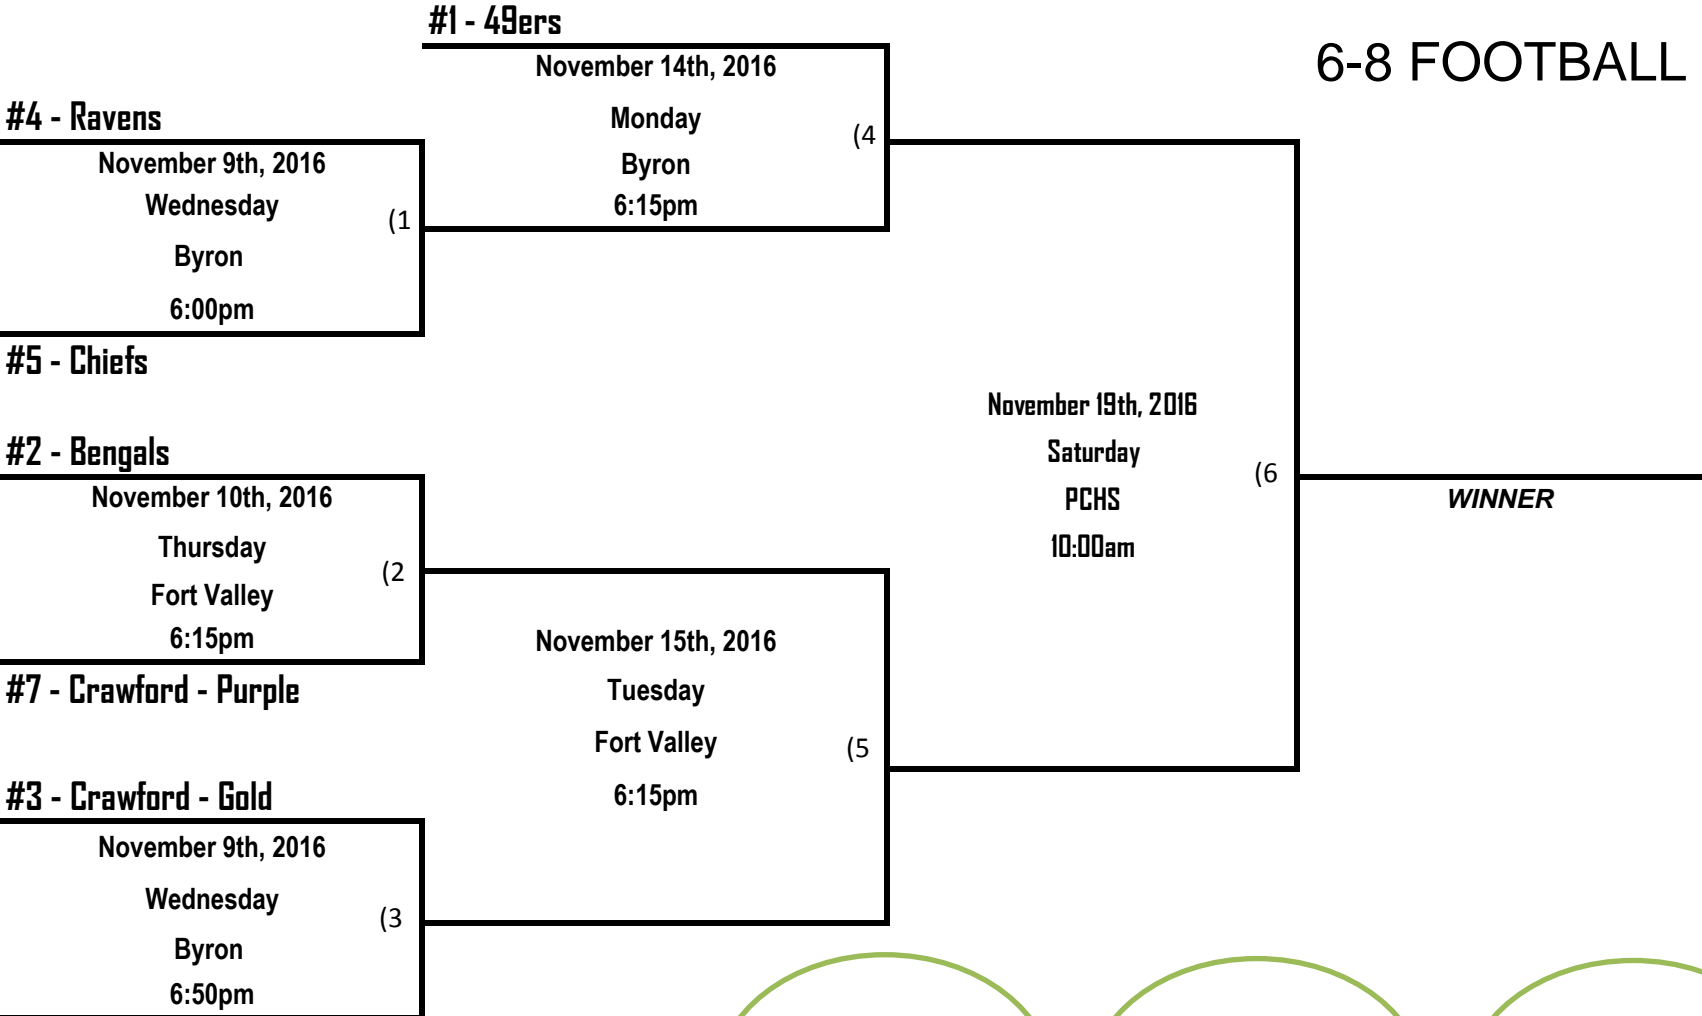 #1 - 49ers
6-8 FOOTBALL
November 14th, 2016
Monday
Byron
6:15pm
(4
#4 - Ravens
November 9th, 2016
Wednesday
Byron
6:00pm
(1
#5 - Chiefs
November 19th, 2016
Saturday
PCHS
10:00am
(6
WINNER
#2 - Bengals
November 10th, 2016
Thursday
Fort Valley
6:15pm
(2
#7 - Crawford - Purple
November 15th, 2016
Tuesday
Fort Valley
6:15pm
(5
#3 - Crawford - Gold
November 9th, 2016
Wednesday
Byron
6:50pm
(3